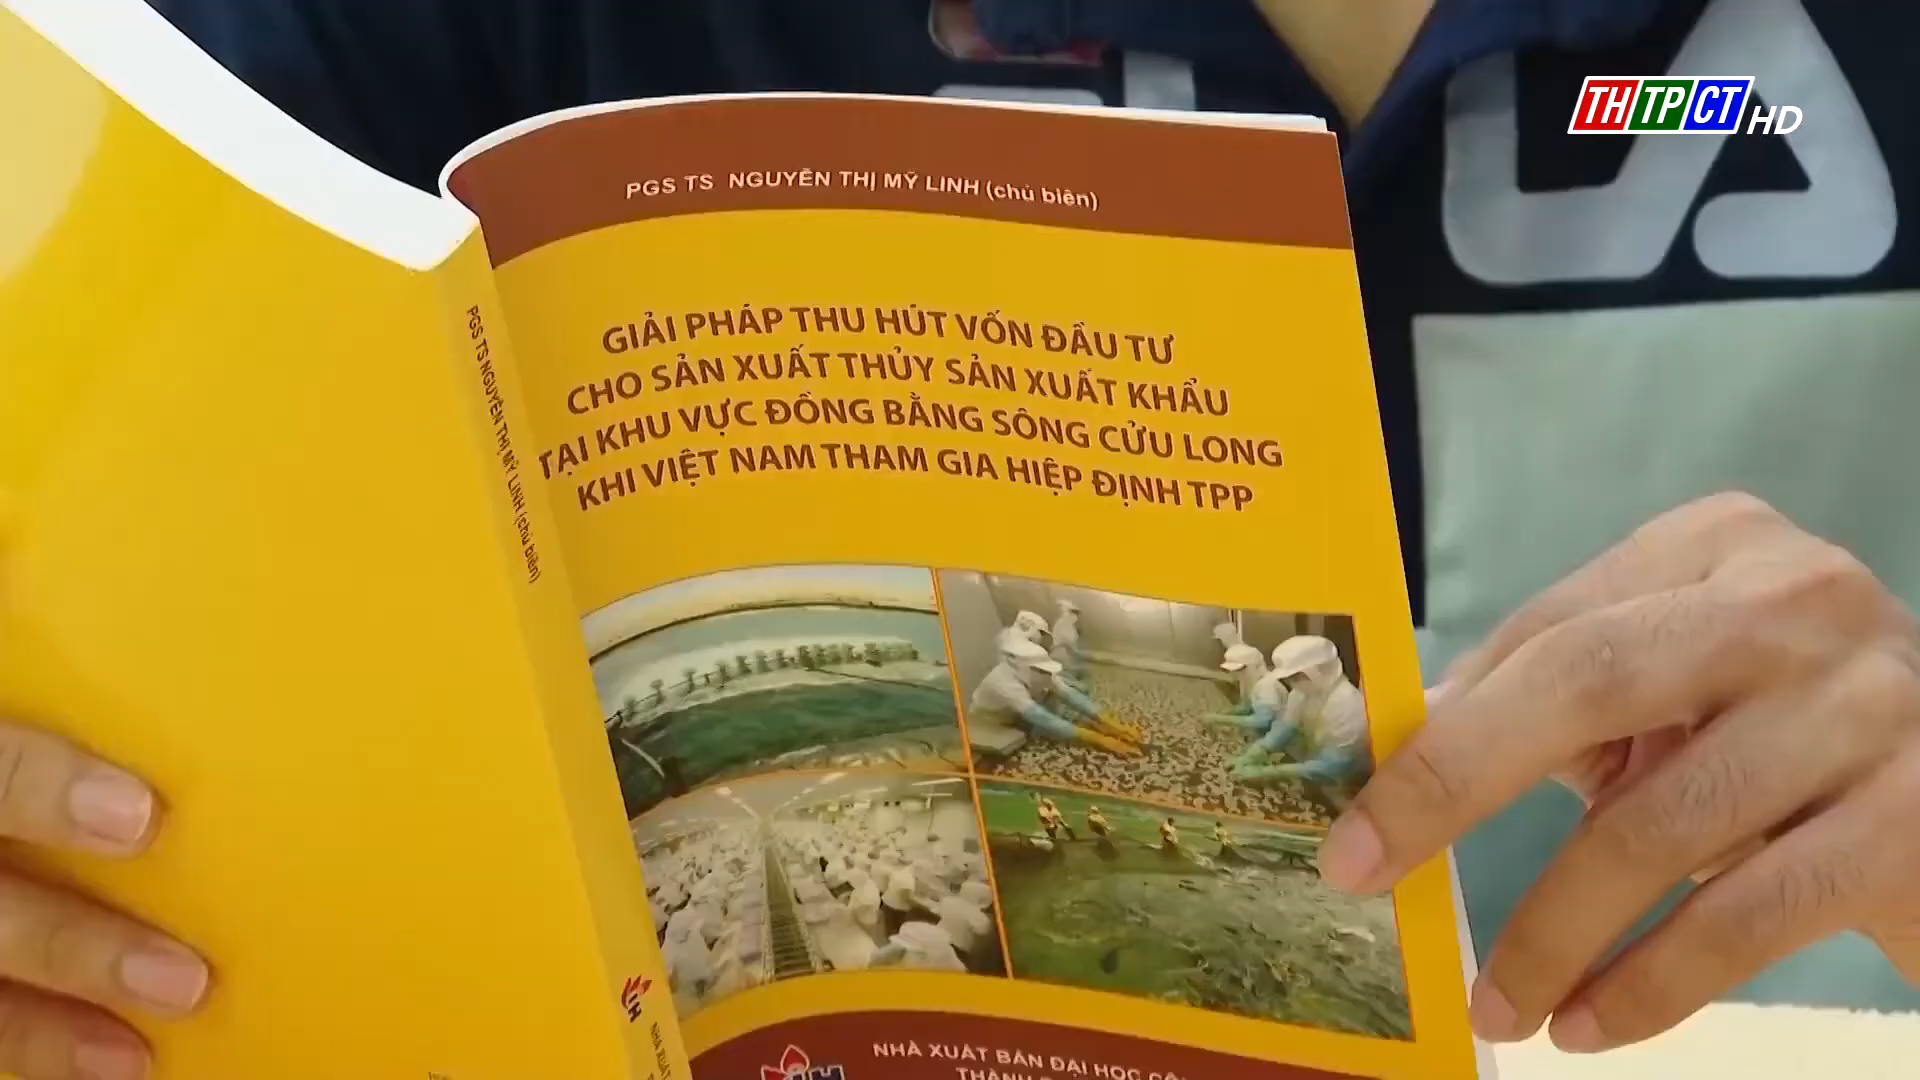 THTPCT HD
PGS TS NGUYỄN THỊ MỸ LINH (chủ biên)
GIẢI PHÁP THU HÚT VỐN ĐẦU TƯ
CHO SẢN XUẤT THỦY SẢN XUẤT KHẨU
TẠI KHU VỰC ĐỒNG BẰNG SÔNG CỬU LONG
KHI VIỆT NAM THAM GIA HIỆP ĐỊNH TPP
PGS TS NGUYỄN THỊ MỸ LINH (chủ biên)
NHÀ XUẤT BẢN ĐẠI HỌC
NHÀ XUẤT